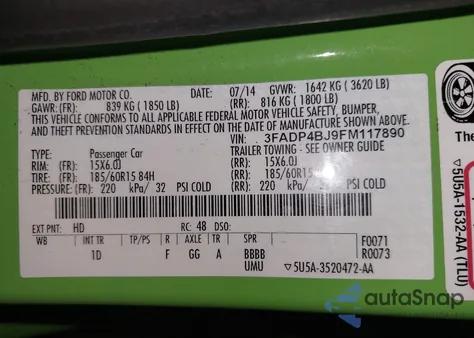 MFD. BY FORD MOTOR CO.
DATE: 07/14 GVWR: 1642 KG ( 3620 LB)
GAWR: (FR): 839 KG ( 1850 LB) (RR): 816 KG ( 1800 LB)
THIS VEHICLE CONFORMS TO ALL APPLICABLE FEDERAL MOTOR VEHICLE SAFETY, BUMPER,
AND THEFT PREVENTION STANDARDS IN EFFECT ON THE DATE OF MANUFACTURE SHOWN ABOVE.
VIN: 3FADP4BJ9FM117890
TYPE: Passenger Car TRAILER TOWING - SEE OWNER GUIDE
RIM: (FR): 15X6.0J (RR): 15X6.0J
TIRE: (FR): 185/60R15 84H (RR): 185/60R15 84H
PRESSURE: (FR): 220 kPa/ 32 PSI COLD (RR): 220 kPa/ 32 PSI COLD
EXT PNT: HD RC: 48 DSO:
WB INT TR TP/PS R AXLE TR SPR F0071
1D F GG A BBBB R0073
UMU ▽5U5A-3520472-AA
The
▽5U5A-1532-AA (TLU)
autoSnap